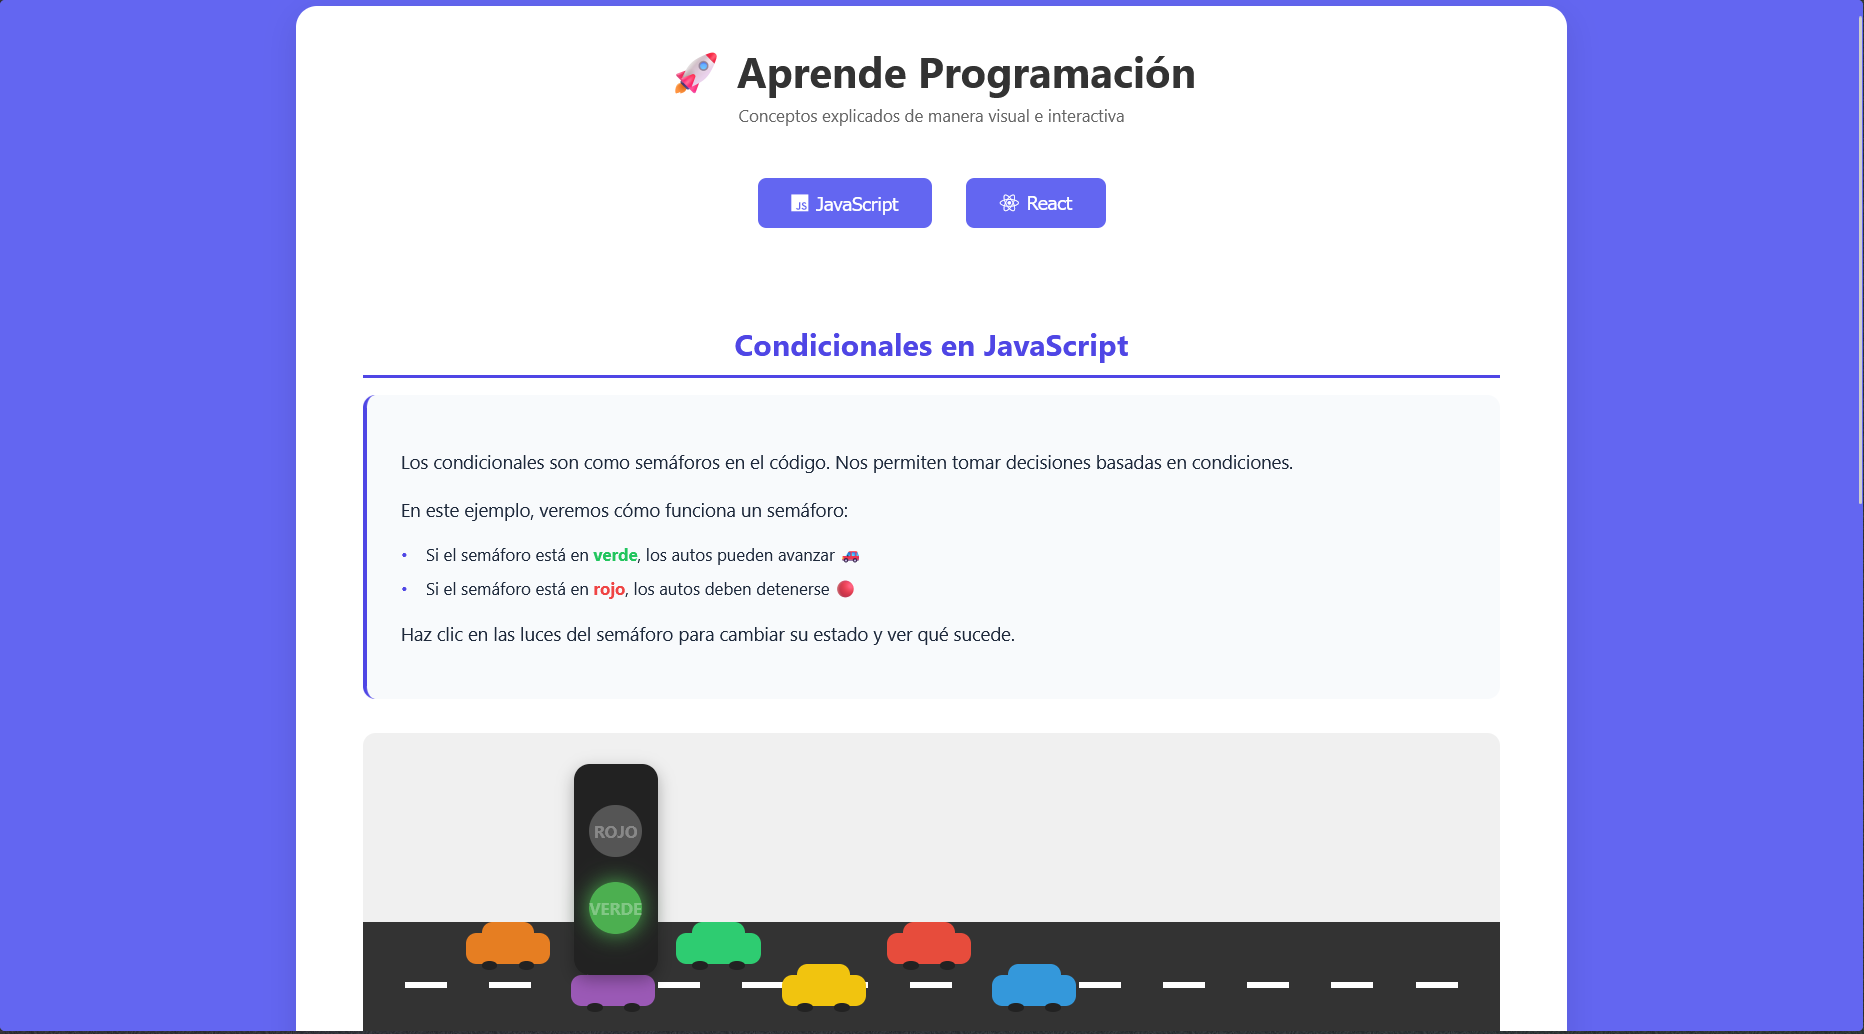 🚀 Aprende Programación
Conceptos explicados de manera visual e interactiva
JS JavaScript
React
Condicionales en JavaScript
Los condicionales son como semáforos en el código. Nos permiten tomar decisiones basadas en condiciones.
En este ejemplo, veremos cómo funciona un semáforo:
• Si el semáforo está en verde, los autos pueden avanzar 🚗
• Si el semáforo está en rojo, los autos deben detenerse 🔴
Haz clic en las luces del semáforo para cambiar su estado y ver qué sucede.
ROJO
VERDE